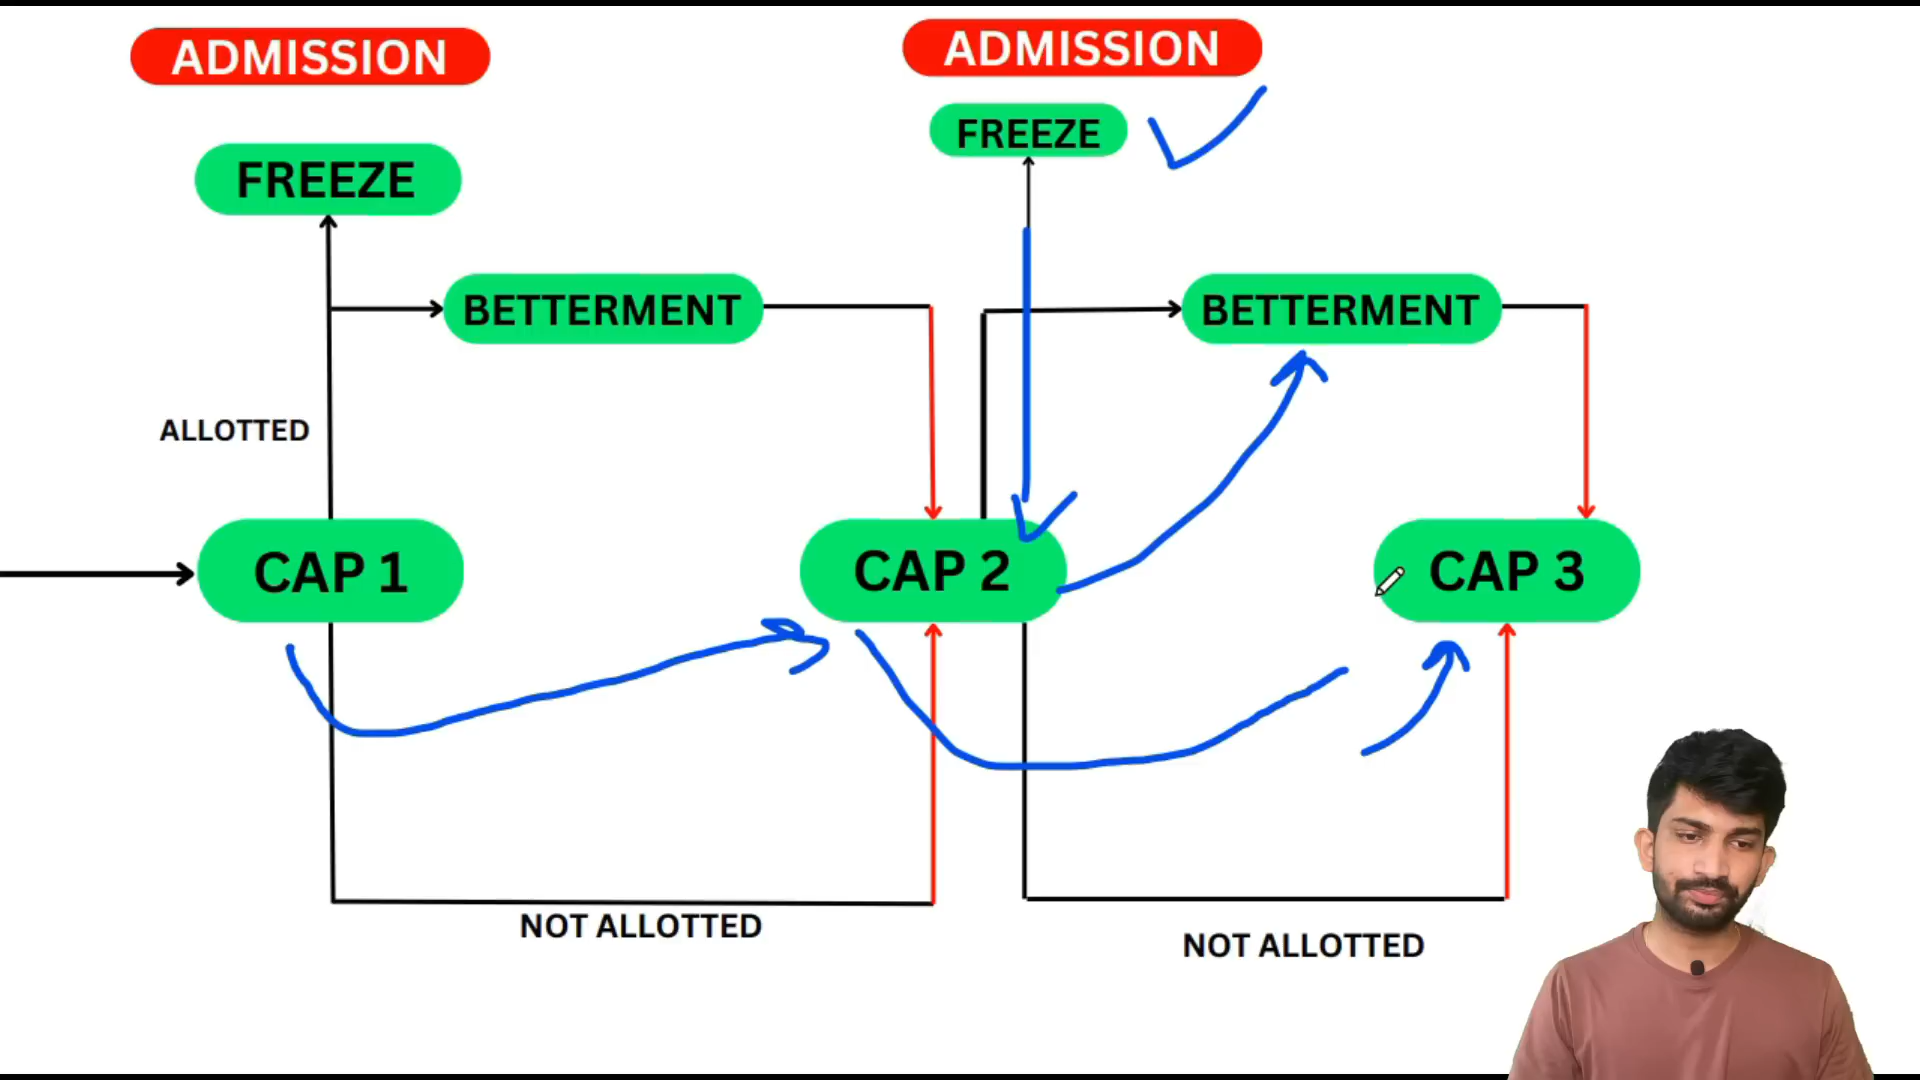 ADMISSION
ADMISSION
FREEZE
FREEZE
BETTERMENT
BETTERMENT
ALLOTTED
CAP 1
CAP 2
CAP 3
NOT ALLOTTED
NOT ALLOTTED